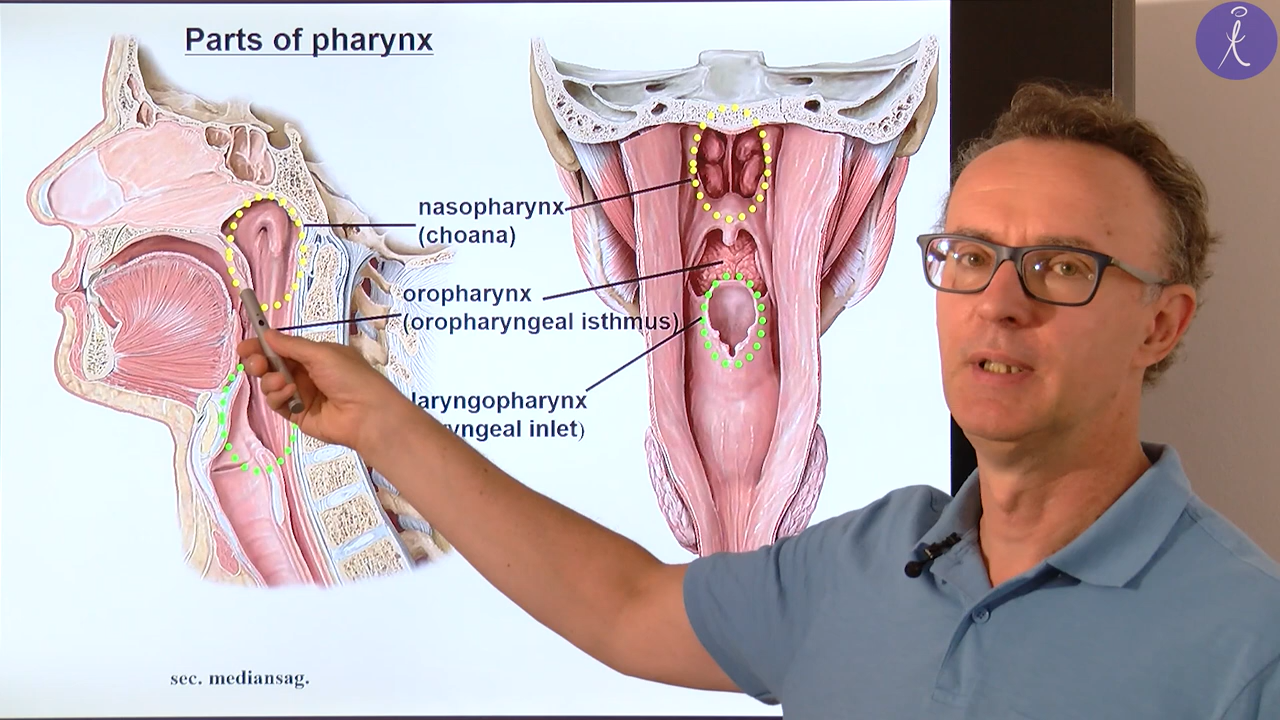 Parts of pharynx
nasopharynx
(choana)
oropharynx
(oropharyngeal isthmus)
laryngopharynx
inlet)
sec. mediansag.